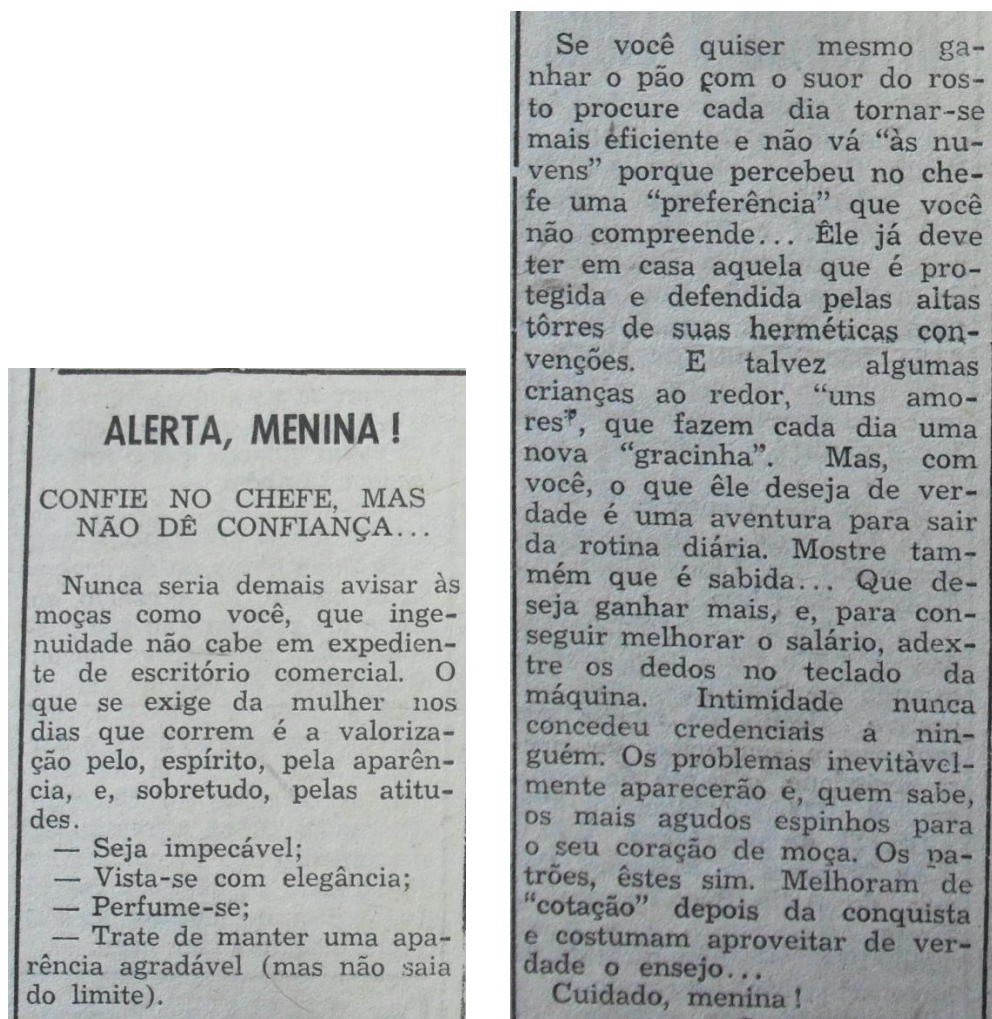 ALERTA, MENINA !
CONFIE NO CHEFE, MAS
NÃO DÊ CONFIANÇA...
Nunca seria demais avisar às
moças como você, que inge-
nuidade não cabe em expedien-
te de escritório comercial. O
que se exige da mulher nos
dias que correm é a valoriza-
ção pelo, espírito, pela aparên-
cia, e, sobretudo, pelas atitu-
des.
— Seja impecável;
— Vista-se com elegância;
— Perfume-se;
— Trate de manter uma apa-
rência agradável (mas não saia
do limite).
Se você quiser mesmo ga-
nhar o pão com o suor do ros-
to procure cada dia tornar-se
mais eficiente e não vá “às nu-
vens” porque percebeu no che-
fe uma “preferência” que você
não compreende... Êle já deve
ter em casa aquela que é pro-
tegida e defendida pelas altas
tôrres de suas herméticas con-
venções. E talvez algumas
crianças ao redor, “uns amo-
res”, que fazem cada dia uma
nova “gracinha”. Mas, com
você, o que êle deseja de ver-
dade é uma aventura para sair
da rotina diária. Mostre tam-
mém que é sabida... Que de-
seja ganhar mais, e, para con-
seguir melhorar o salário, adex-
tre os dedos no teclado da
máquina. Intimidade nunca
concedeu credenciais a nin-
guém. Os problemas inevitàvel-
mente aparecerão e, quem sabe,
os mais agudos espinhos para
o seu coração de moça. Os pa-
trões, êstes sim. Melhoram de
“cotação” depois da conquista
e costumam aproveitar de ver-
dade o ensejo...
Cuidado, menina !